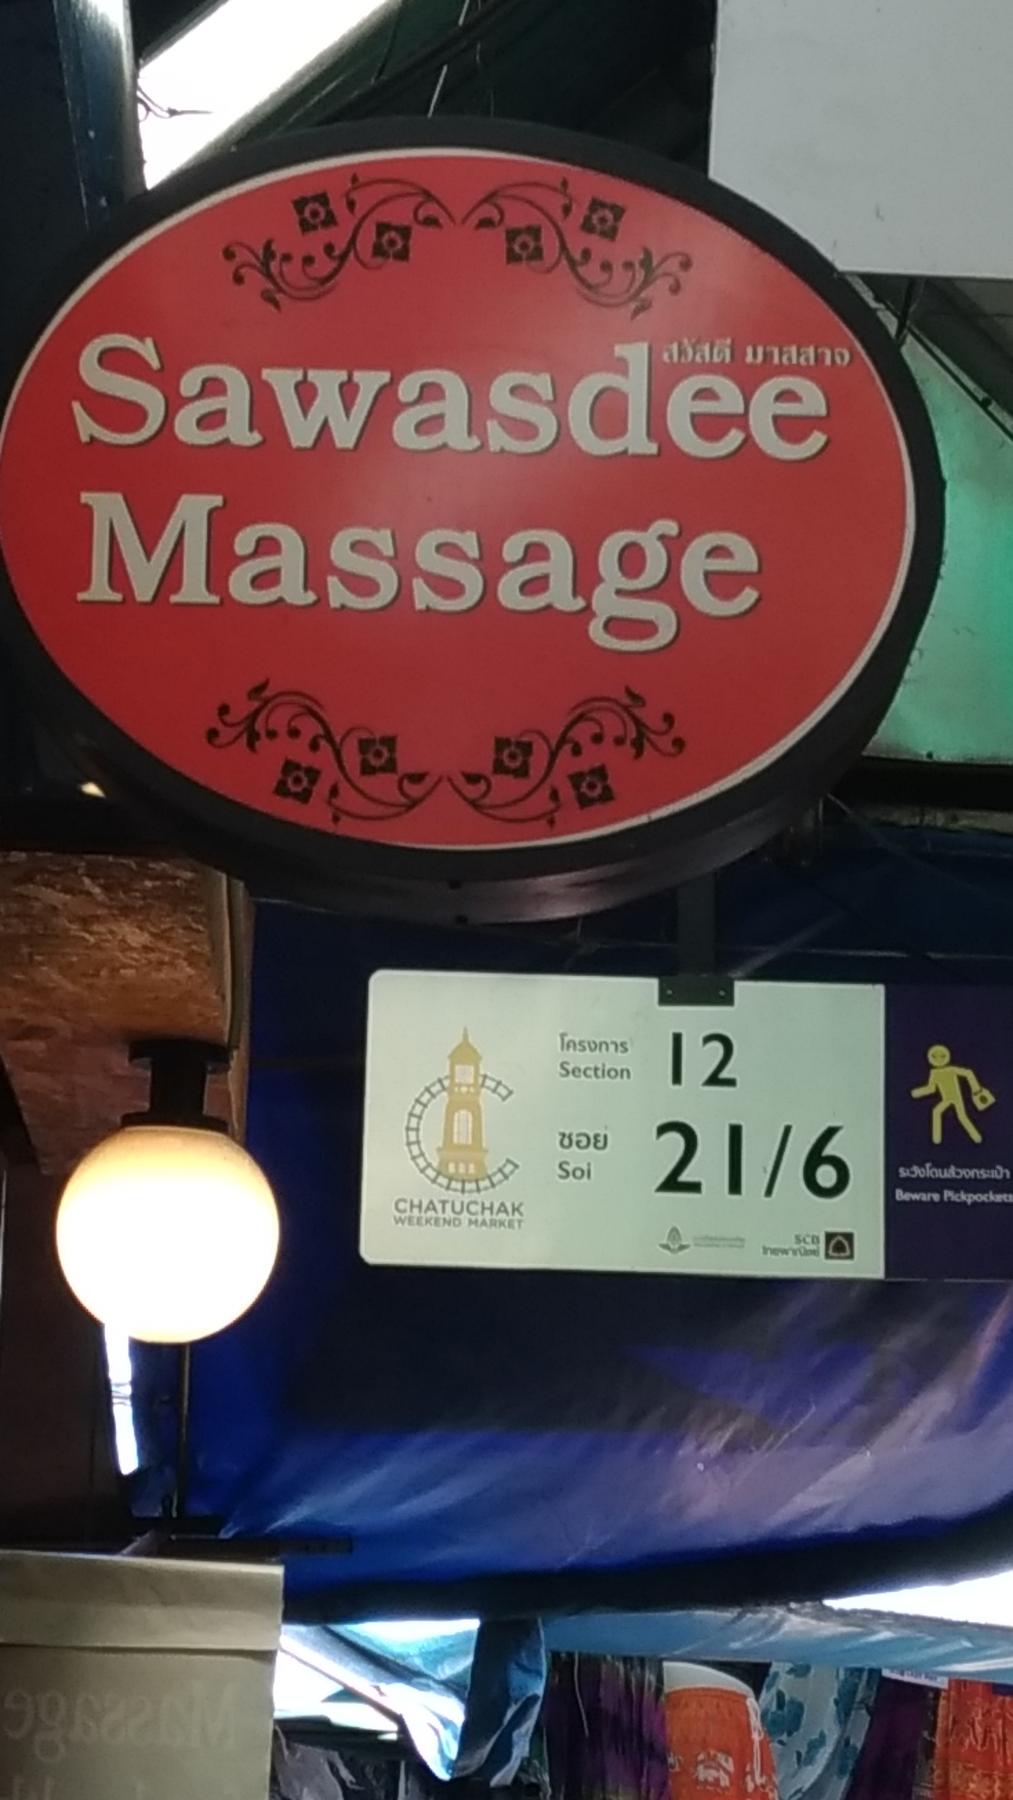 สวัสดี มาสสาจ
Sawasdee
Massage
โครงการ
Section
12
ซอย
Soi
21/6
CHATUCHAK
WEEKEND MARKET
SCB
ไทยพาณิชย์
ระวังโดนล้วงกระเป๋า
Beware Pickpockets
Massage